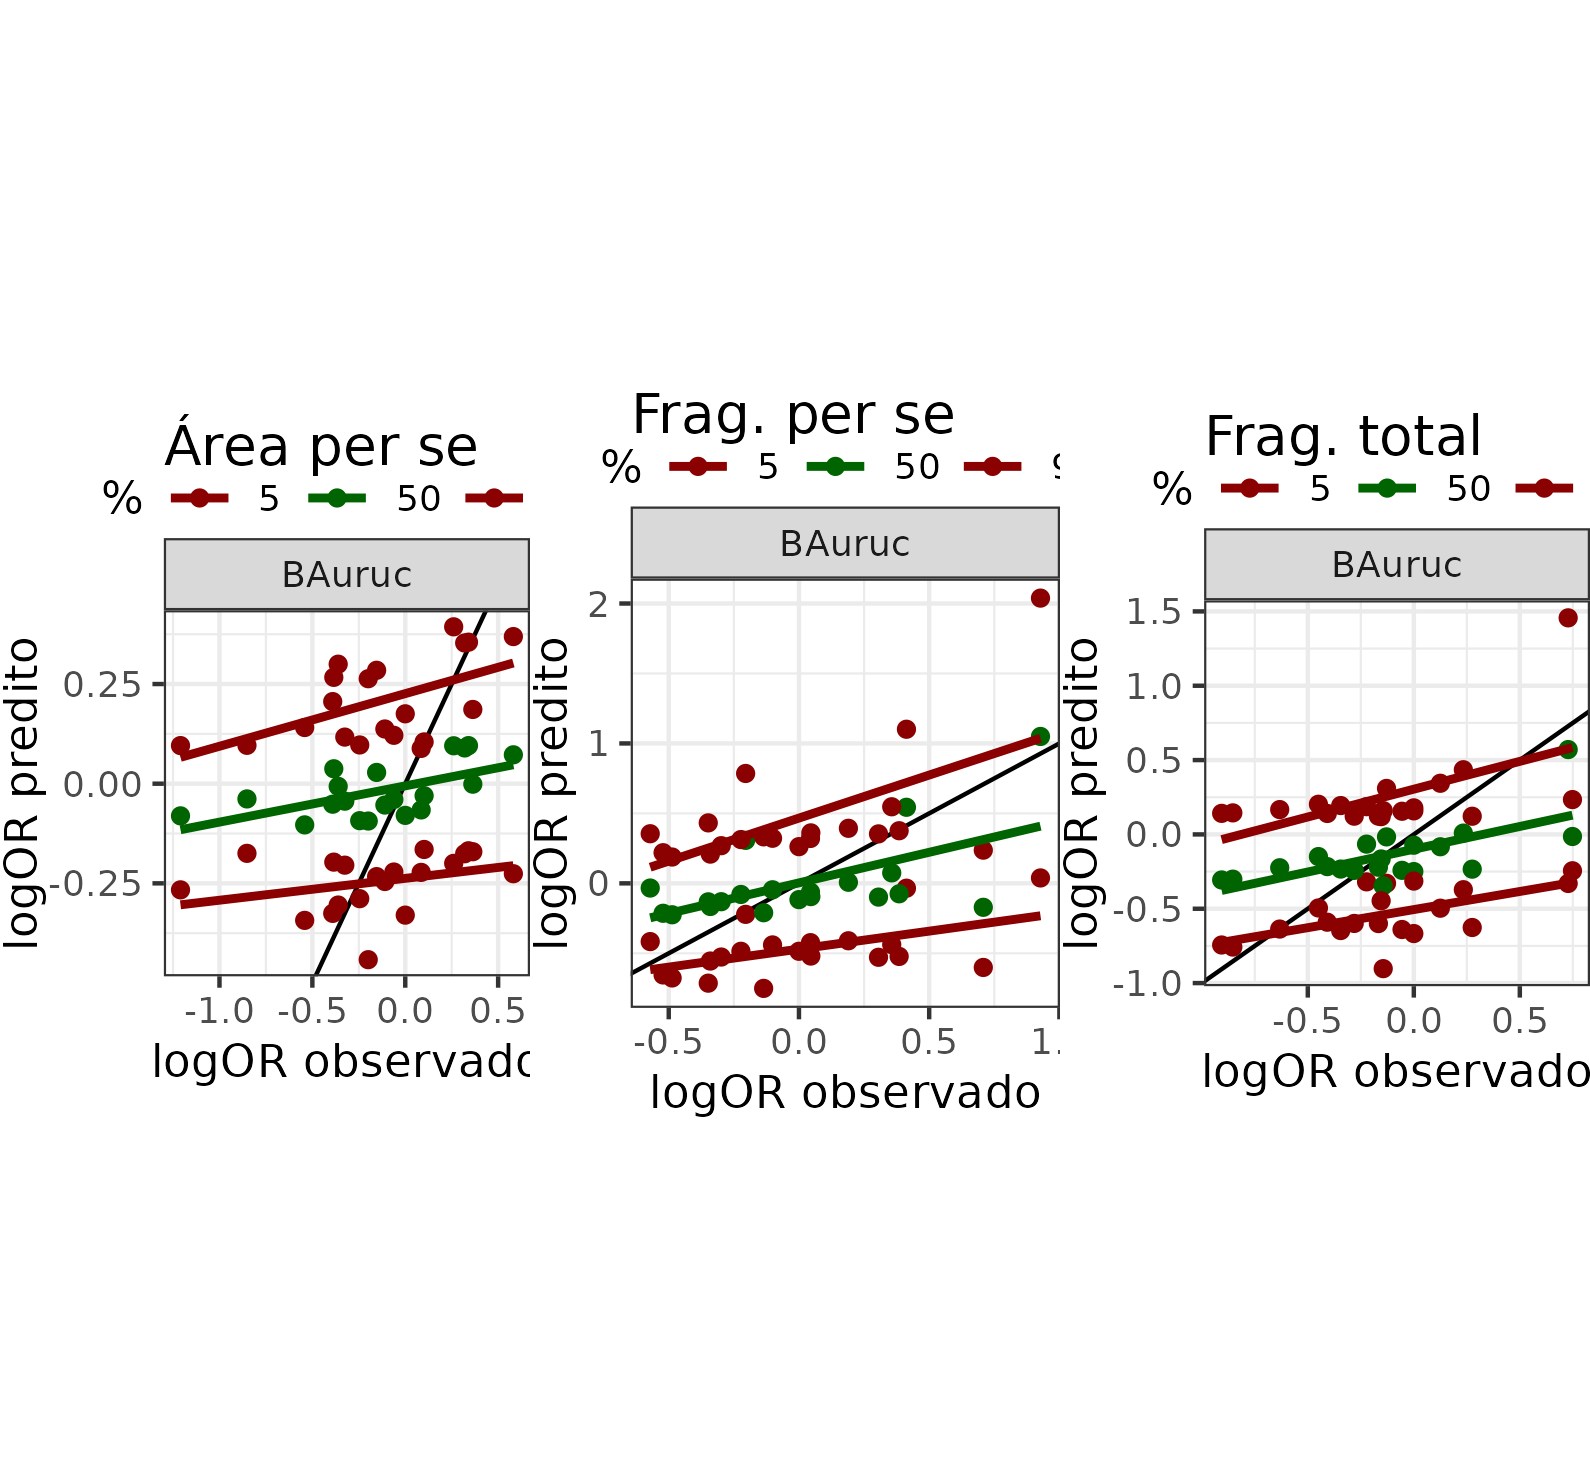 Área per se
% 5 50
BAuruc
logOR predito
0.25
0.00
-0.25
-1.0 -0.5 0.0 0.5
logOR observado
Frag. per se
% 5 50
BAuruc
logOR predito
2
1
0
-0.5 0.0 0.5 1.
logOR observado
Frag. total
% 5 50
BAuruc
logOR predito
1.5
1.0
0.5
0.0
-0.5
-1.0
-0.5 0.0 0.5
logOR observado